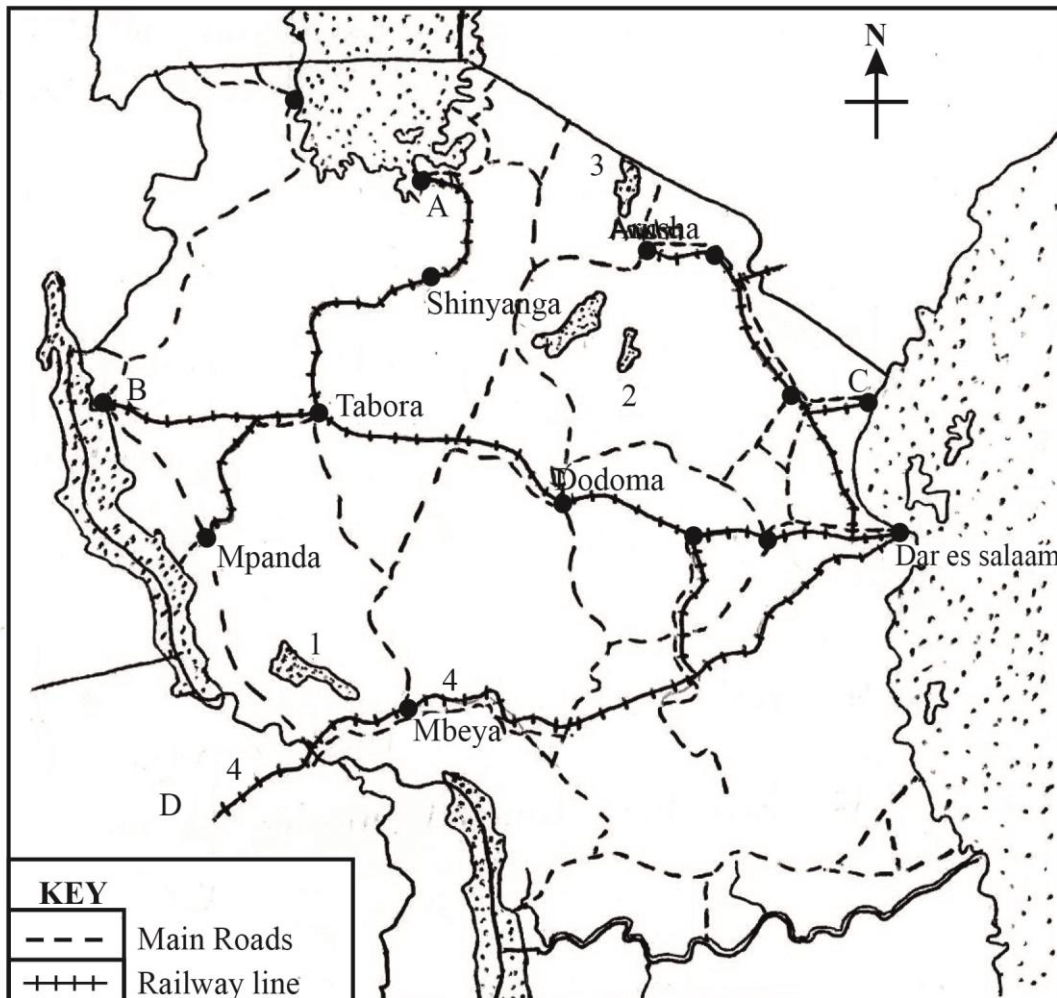 N
3
A
Arusha
Shinyanga
B
C
2
Tabora
Dodoma
Mpanda
Dar es salaam
1
4
Mbeya
4
D
KEY
Main Roads
Railway line